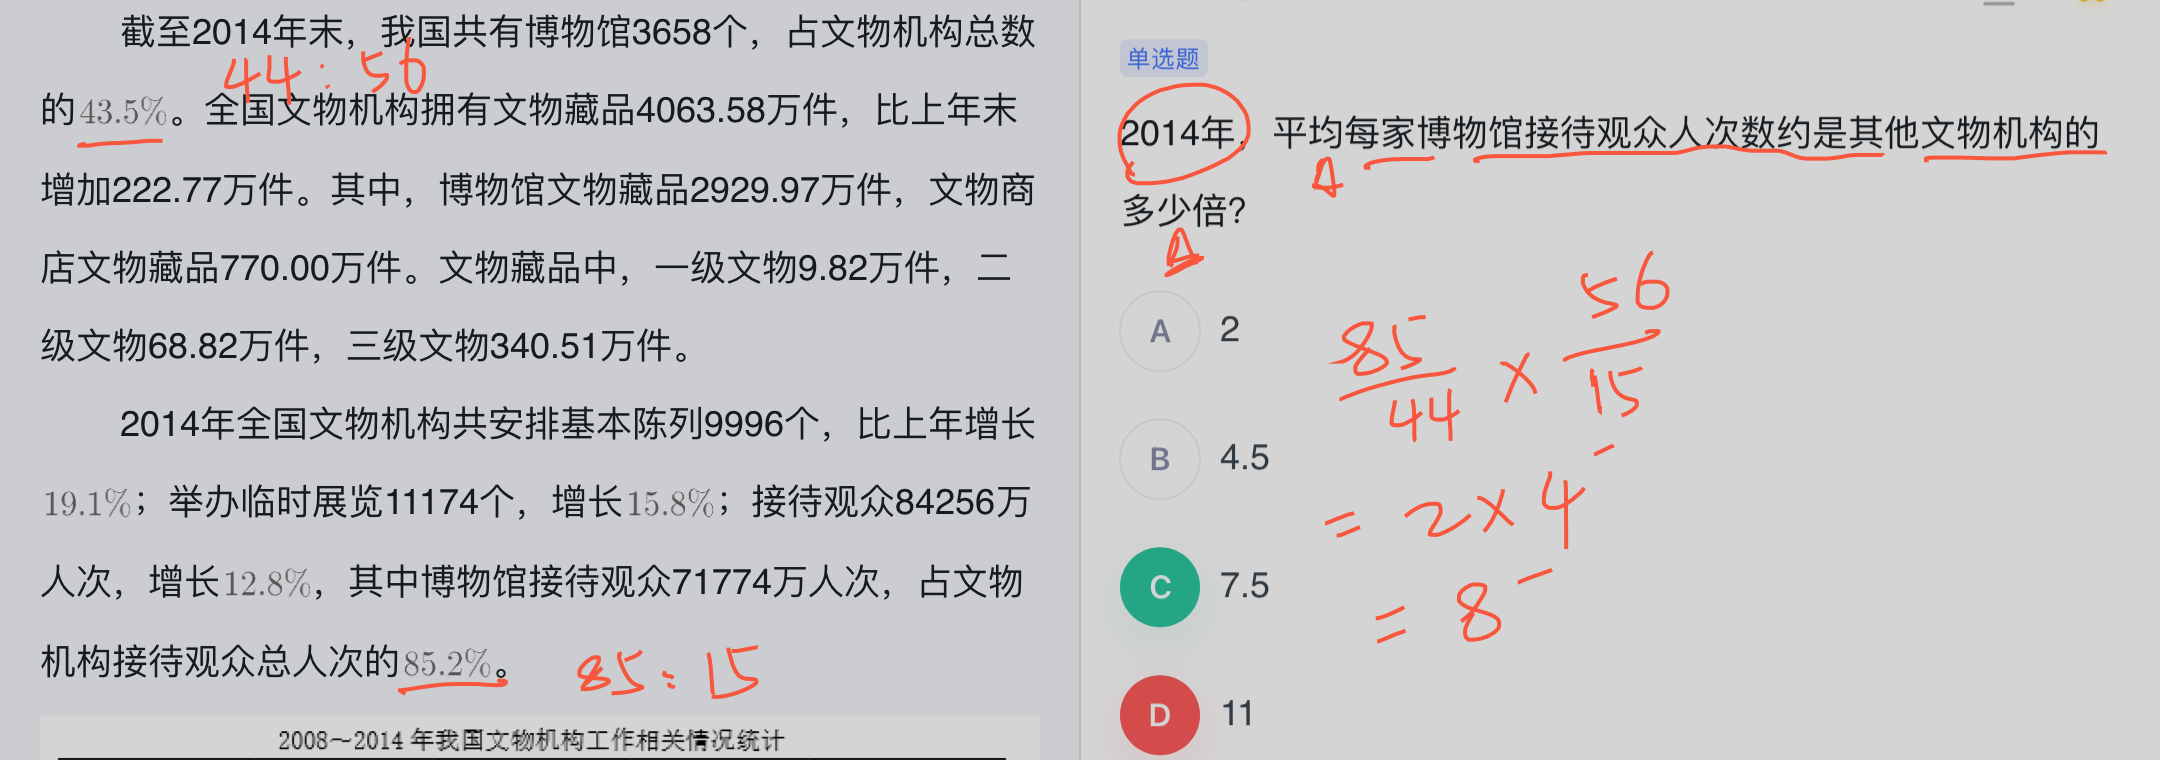 截至2014年末，我国共有博物馆3658个，占文物机构总数
44:56
的43.5%。全国文物机构拥有文物藏品4063.58万件，比上年末
增加222.77万件。其中，博物馆文物藏品2929.97万件，文物商
店文物藏品770.00万件。文物藏品中，一级文物9.82万件，二
级文物68.82万件，三级文物340.51万件。
2014年全国文物机构共安排基本陈列9996个，比上年增长
19.1%；举办临时展览11174个，增长15.8%；接待观众84256万
人次，增长12.8%，其中博物馆接待观众71774万人次，占文物
机构接待观众总人次的85.2%。
85:15
2008~2014 年我国文物机构工作相关情况统计
单选题
2014年，平均每家博物馆接待观众人次数约是其他文物机构的
多少倍?
A 2
B 4.5
C 7.5
D 11
85/44 × 56/15
= 2×4⁻
= 8⁻